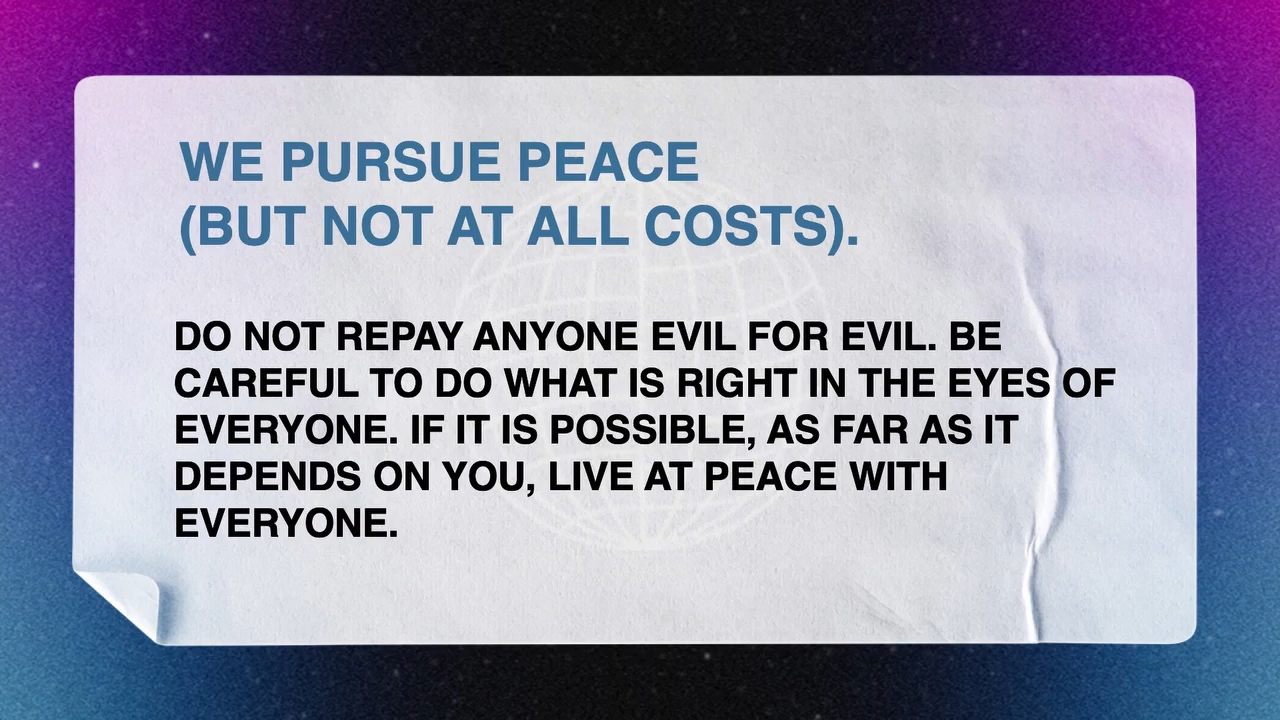 WE PURSUE PEACE
(BUT NOT AT ALL COSTS).
DO NOT REPAY ANYONE EVIL FOR EVIL. BE
CAREFUL TO DO WHAT IS RIGHT IN THE EYES OF
EVERYONE. IF IT IS POSSIBLE, AS FAR AS IT
DEPENDS ON YOU, LIVE AT PEACE WITH
EVERYONE.